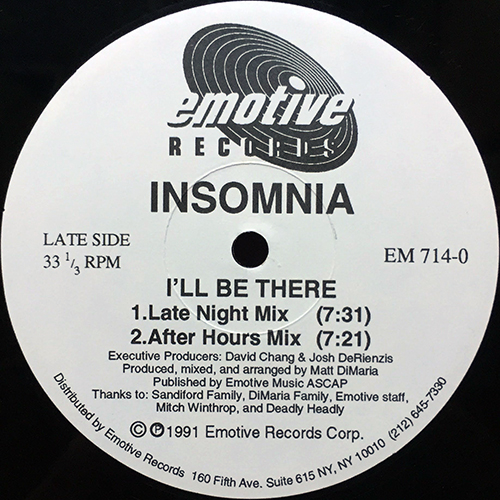 emotive
RECORDS
INSOMNIA
LATE SIDE
33 1/3 RPM
EM 714-0
I'LL BE THERE
1.Late Night Mix (7:31)
2.After Hours Mix (7:21)
Executive Producers: David Chang & Josh DeRienzis
Produced, mixed, and arranged by Matt DiMaria
Published by Emotive Music ASCAP
Thanks to: Sandiford Family, DiMaria Family, Emotive staff,
Mitch Winthrop, and Deadly Headly
© ℗ 1991 Emotive Records Corp.
Distributed by Emotive Records 160 Fifth Ave. Suite 615 NY, NY 10010 (212) 645-7330